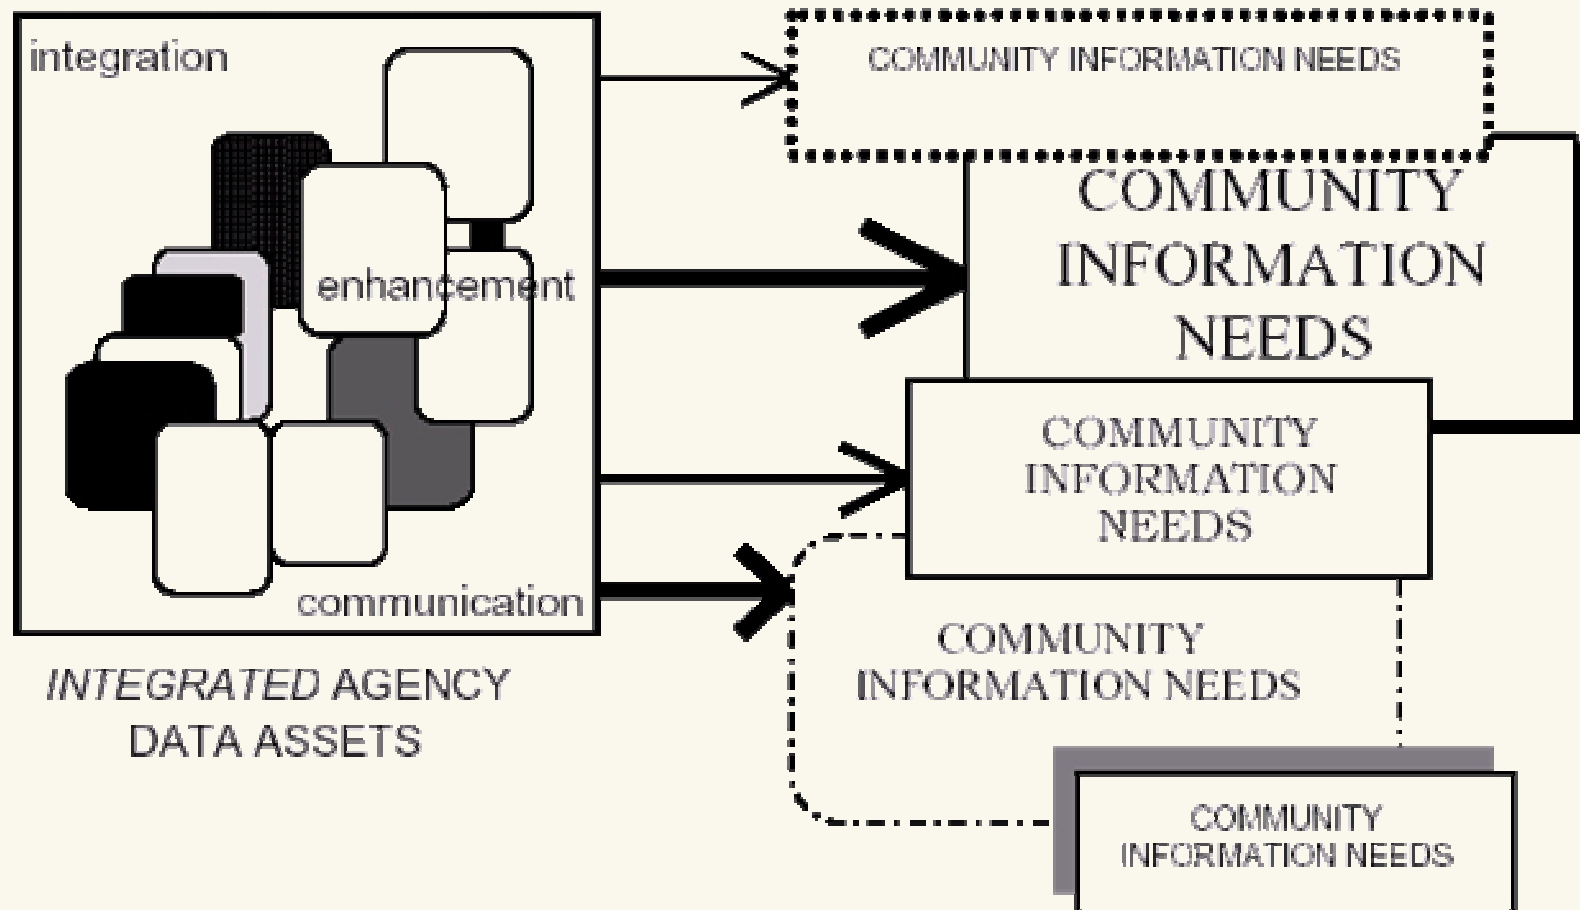 integration
enhancement
communication
INTEGRATED AGENCY
DATA ASSETS
COMMUNITY INFORMATION NEEDS
COMMUNITY
INFORMATION
NEEDS
COMMUNITY
INFORMATION
NEEDS
COMMUNITY
INFORMATION NEEDS
COMMUNITY
INFORMATION NEEDS